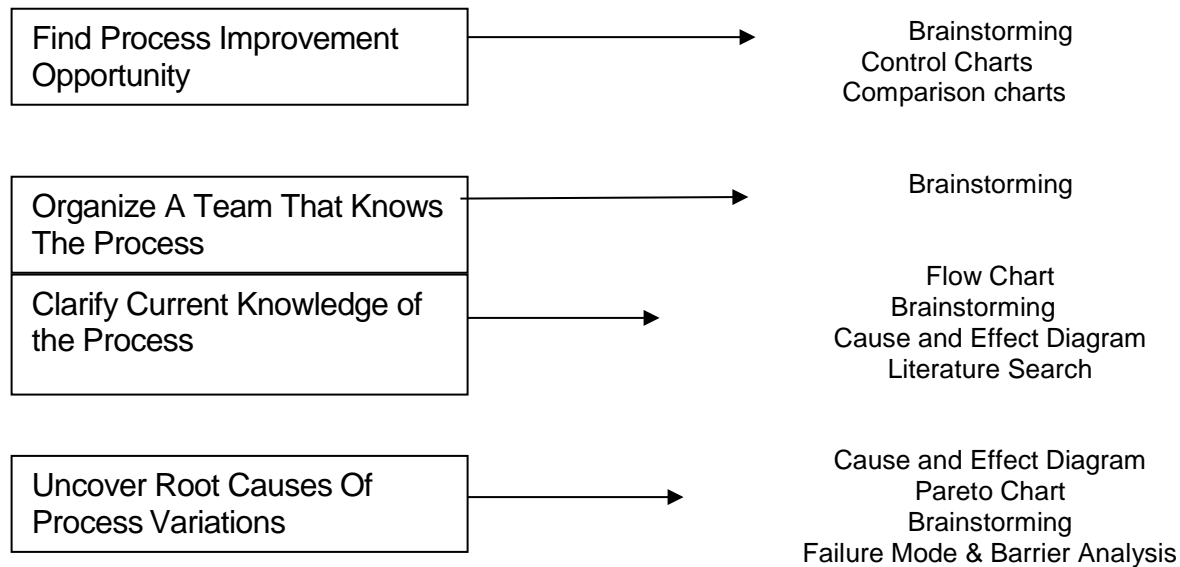 Find Process Improvement
Opportunity
Brainstorming
Control Charts
Comparison charts
Organize A Team That Knows
The Process
Brainstorming
Clarify Current Knowledge of
the Process
Flow Chart
Brainstorming
Cause and Effect Diagram
Literature Search
Uncover Root Causes Of
Process Variations
Cause and Effect Diagram
Pareto Chart
Brainstorming
Failure Mode & Barrier Analysis